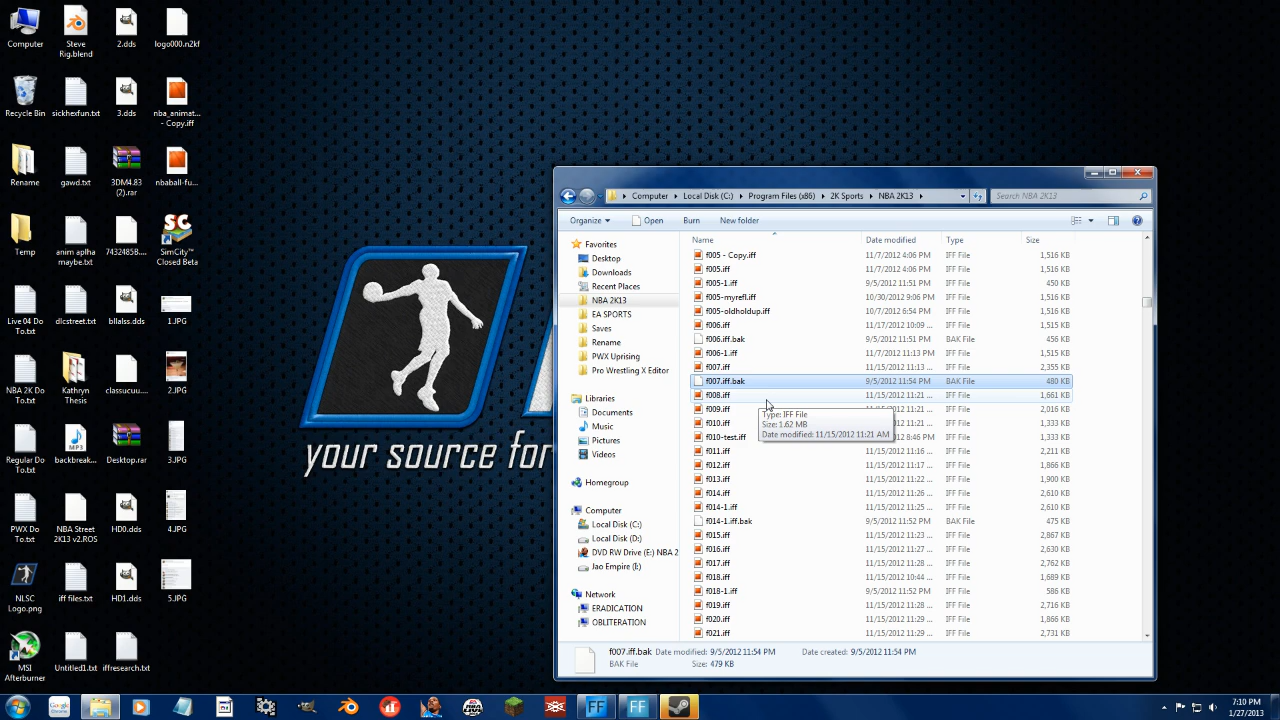 Computer
Steve Rig.blend
2.dds
logo000.n2kf
Recycle Bin
sickhexfun.txt
3.dds
nba_animat... - Copy.iff
Rename
gawd.txt
3DM4.83 (2).rar
nbaball-fu...
Temp
anim aplha maybe.txt
7432485B...
SimCity™ Closed Beta
Live 04 Do To.txt
dlcstreet.txt
bllalss.dds
1.JPG
NBA 2K Do To.txt
Kathryn Thesis
classucuu...
2.JPG
Regular Do To.txt
backbreak...
Desktop.rar
3.JPG
PWX Do To.txt
NBA Street 2K13 v2.ROS
HD0.dds
4.JPG
NLSC Logo.png
iff files.txt
HD1.dds
5.JPG
MSI Afterburner
Untitled1.txt
iffresearch.txt
your source for
Computer
Local Disk (C:)
Program Files (x86)
2K Sports
NBA 2K13
Search NBA 2K13
Organize
Open
Burn
New folder
Favorites
Desktop
Downloads
Recent Places
NBA 2K13
EA SPORTS
Saves
Rename
PWX Uprising
Pro Wrestling X Editor
Libraries
Documents
Music
Pictures
Videos
Homegroup
Computer
Local Disk (C:)
Local Disk (D:)
DVD RW Drive (E:) NBA 2
Jao Empire (I:)
Network
ERADICATION
OBLITERATION
Name Date modified Type Size
f005 - Copy.iff 11/7/2012 4:06 PM IFF File 1,516 KB
f005.iff 11/7/2012 4:06 PM IFF File 1,516 KB
f005-1.iff 9/5/2012 11:51 PM IFF File 450 KB
f005-myrefl.iff 10/30/2012 9:06 PM IFF File 1,516 KB
f005-oldholdup.iff 10/7/2012 6:54 PM IFF File 1,516 KB
f006.iff 11/17/2012 10:09 ... IFF File 1,515 KB
f006.iff.bak 9/5/2012 11:51 PM BAK File 456 KB
f006-1.iff 11/7/2012 11:13 PM IFF File 1,515 KB
f007.iff 11/15/2012 11:13 ... IFF File 2,355 KB
f007.iff.bak 9/5/2012 11:54 PM BAK File 480 KB
f008.iff 11/15/2012 11:21 ... IFF File 1,661 KB
f009.iff 11/15/2012 11:21 ... IFF File 2,016 KB
f010.iff 11/15/2012 11:21 ... IFF File 1,333 KB
f010-test.iff 11/15/2012 8:46 PM IFF File 1,333 KB
f011.iff 11/15/2012 11:16 ... IFF File 2,211 KB
f012.iff 11/15/2012 11:17 ... IFF File 1,866 KB
f013.iff 11/15/2012 11:22 ... IFF File 1,900 KB
f014.iff 11/15/2012 11:26 ... IFF File 2,610 KB
f014-1.iff 11/15/2012 11:26 ... IFF File 2,610 KB
f014-1.iff.bak 9/5/2012 11:52 PM BAK File 475 KB
f015.iff 11/15/2012 11:23 ... IFF File 2,867 KB
f016.iff 11/15/2012 11:27 ... IFF File 2,630 KB
f017.iff 11/15/2012 11:28 ... IFF File 2,762 KB
f018.iff 11/18/2012 10:44 ... IFF File 1,689 KB
f018-1.iff 9/5/2012 11:52 PM IFF File 586 KB
f019.iff 11/15/2012 11:28 ... IFF File 2,716 KB
f020.iff 11/15/2012 11:29 ... IFF File 1,866 KB
f021.iff 11/15/2012 11:29 ... IFF File 2,731 KB
Type: IFF File
Size: 1.62 MB
Date modified: 11/15/2012 11:21 AM
f007.iff.bak Date modified: 9/5/2012 11:54 PM Date created: 9/5/2012 11:54 PM
BAK File Size: 479 KB
FF
FF
7:10 PM
1/27/2013